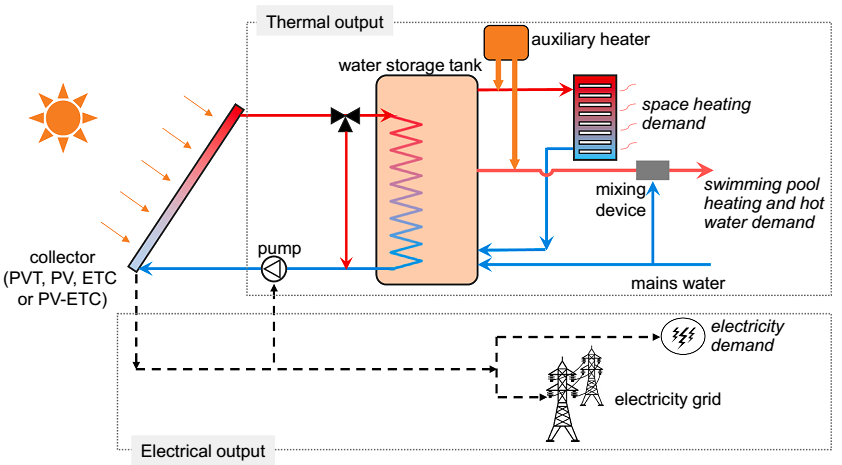 Thermal output
auxiliary heater
water storage tank
space heating
demand
mixing
device
swimming pool
heating and hot
water demand
collector
(PVT, PV, ETC
or PV-ETC)
pump
mains water
electricity
demand
electricity grid
Electrical output